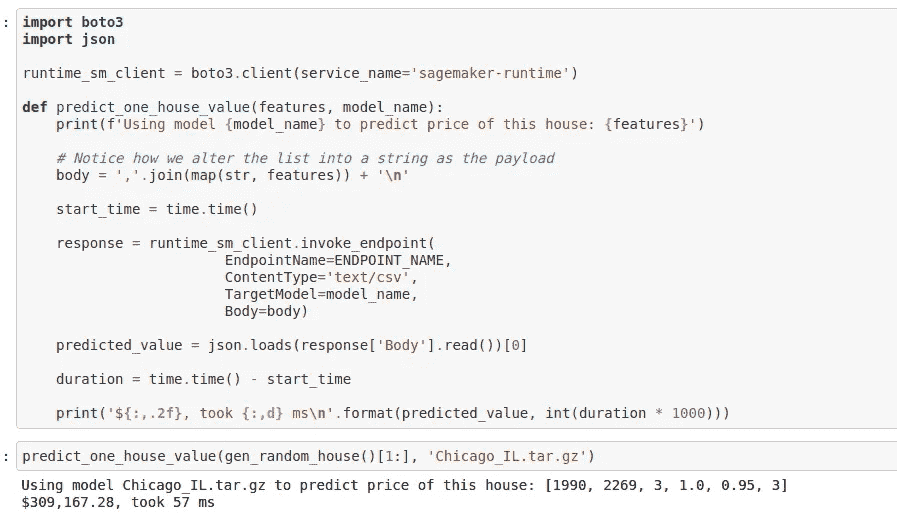 : import boto3
import json
runtime_sm_client = boto3.client(service_name='sagemaker-runtime')
def predict_one_house_value(features, model_name):
    print(f'Using model {model_name} to predict price of this house: {features}')
    # Notice how we alter the list into a string as the payload
    body = ','.join(map(str, features)) + '\n'
    start_time = time.time()
    response = runtime_sm_client.invoke_endpoint(
                        EndpointName=ENDPOINT_NAME,
                        ContentType='text/csv',
                        TargetModel=model_name,
                        Body=body)
    predicted_value = json.loads(response['Body'].read())[0]
    duration = time.time() - start_time
    print('${:,.2f}, took {:,d} ms\n'.format(predicted_value, int(duration * 1000)))
: predict_one_house_value(gen_random_house()[1:], 'Chicago_IL.tar.gz')
Using model Chicago_IL.tar.gz to predict price of this house: [1990, 2269, 3, 1.0, 0.95, 3]
$309,167.28, took 57 ms